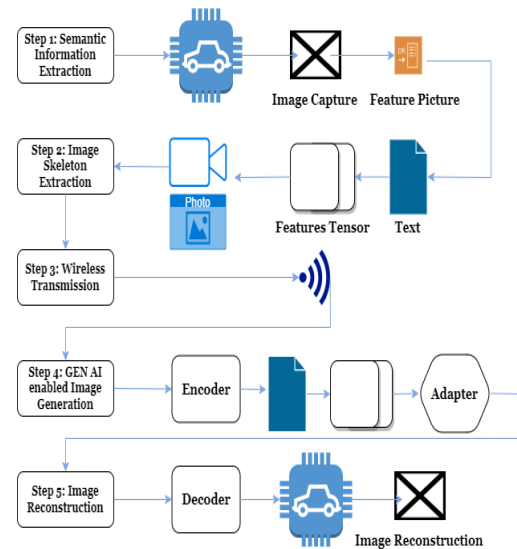 Step 1: Semantic
Information
Extraction
Image Capture
Feature Picture
Step 2: Image
Skeleton
Extraction
Photo
Features Tensor
Text
Step 3: Wireless
Transmission
Step 4: GEN AI
enabled Image
Generation
Encoder
Adapter
Step 5: Image
Reconstruction
Decoder
Image Reconstruction